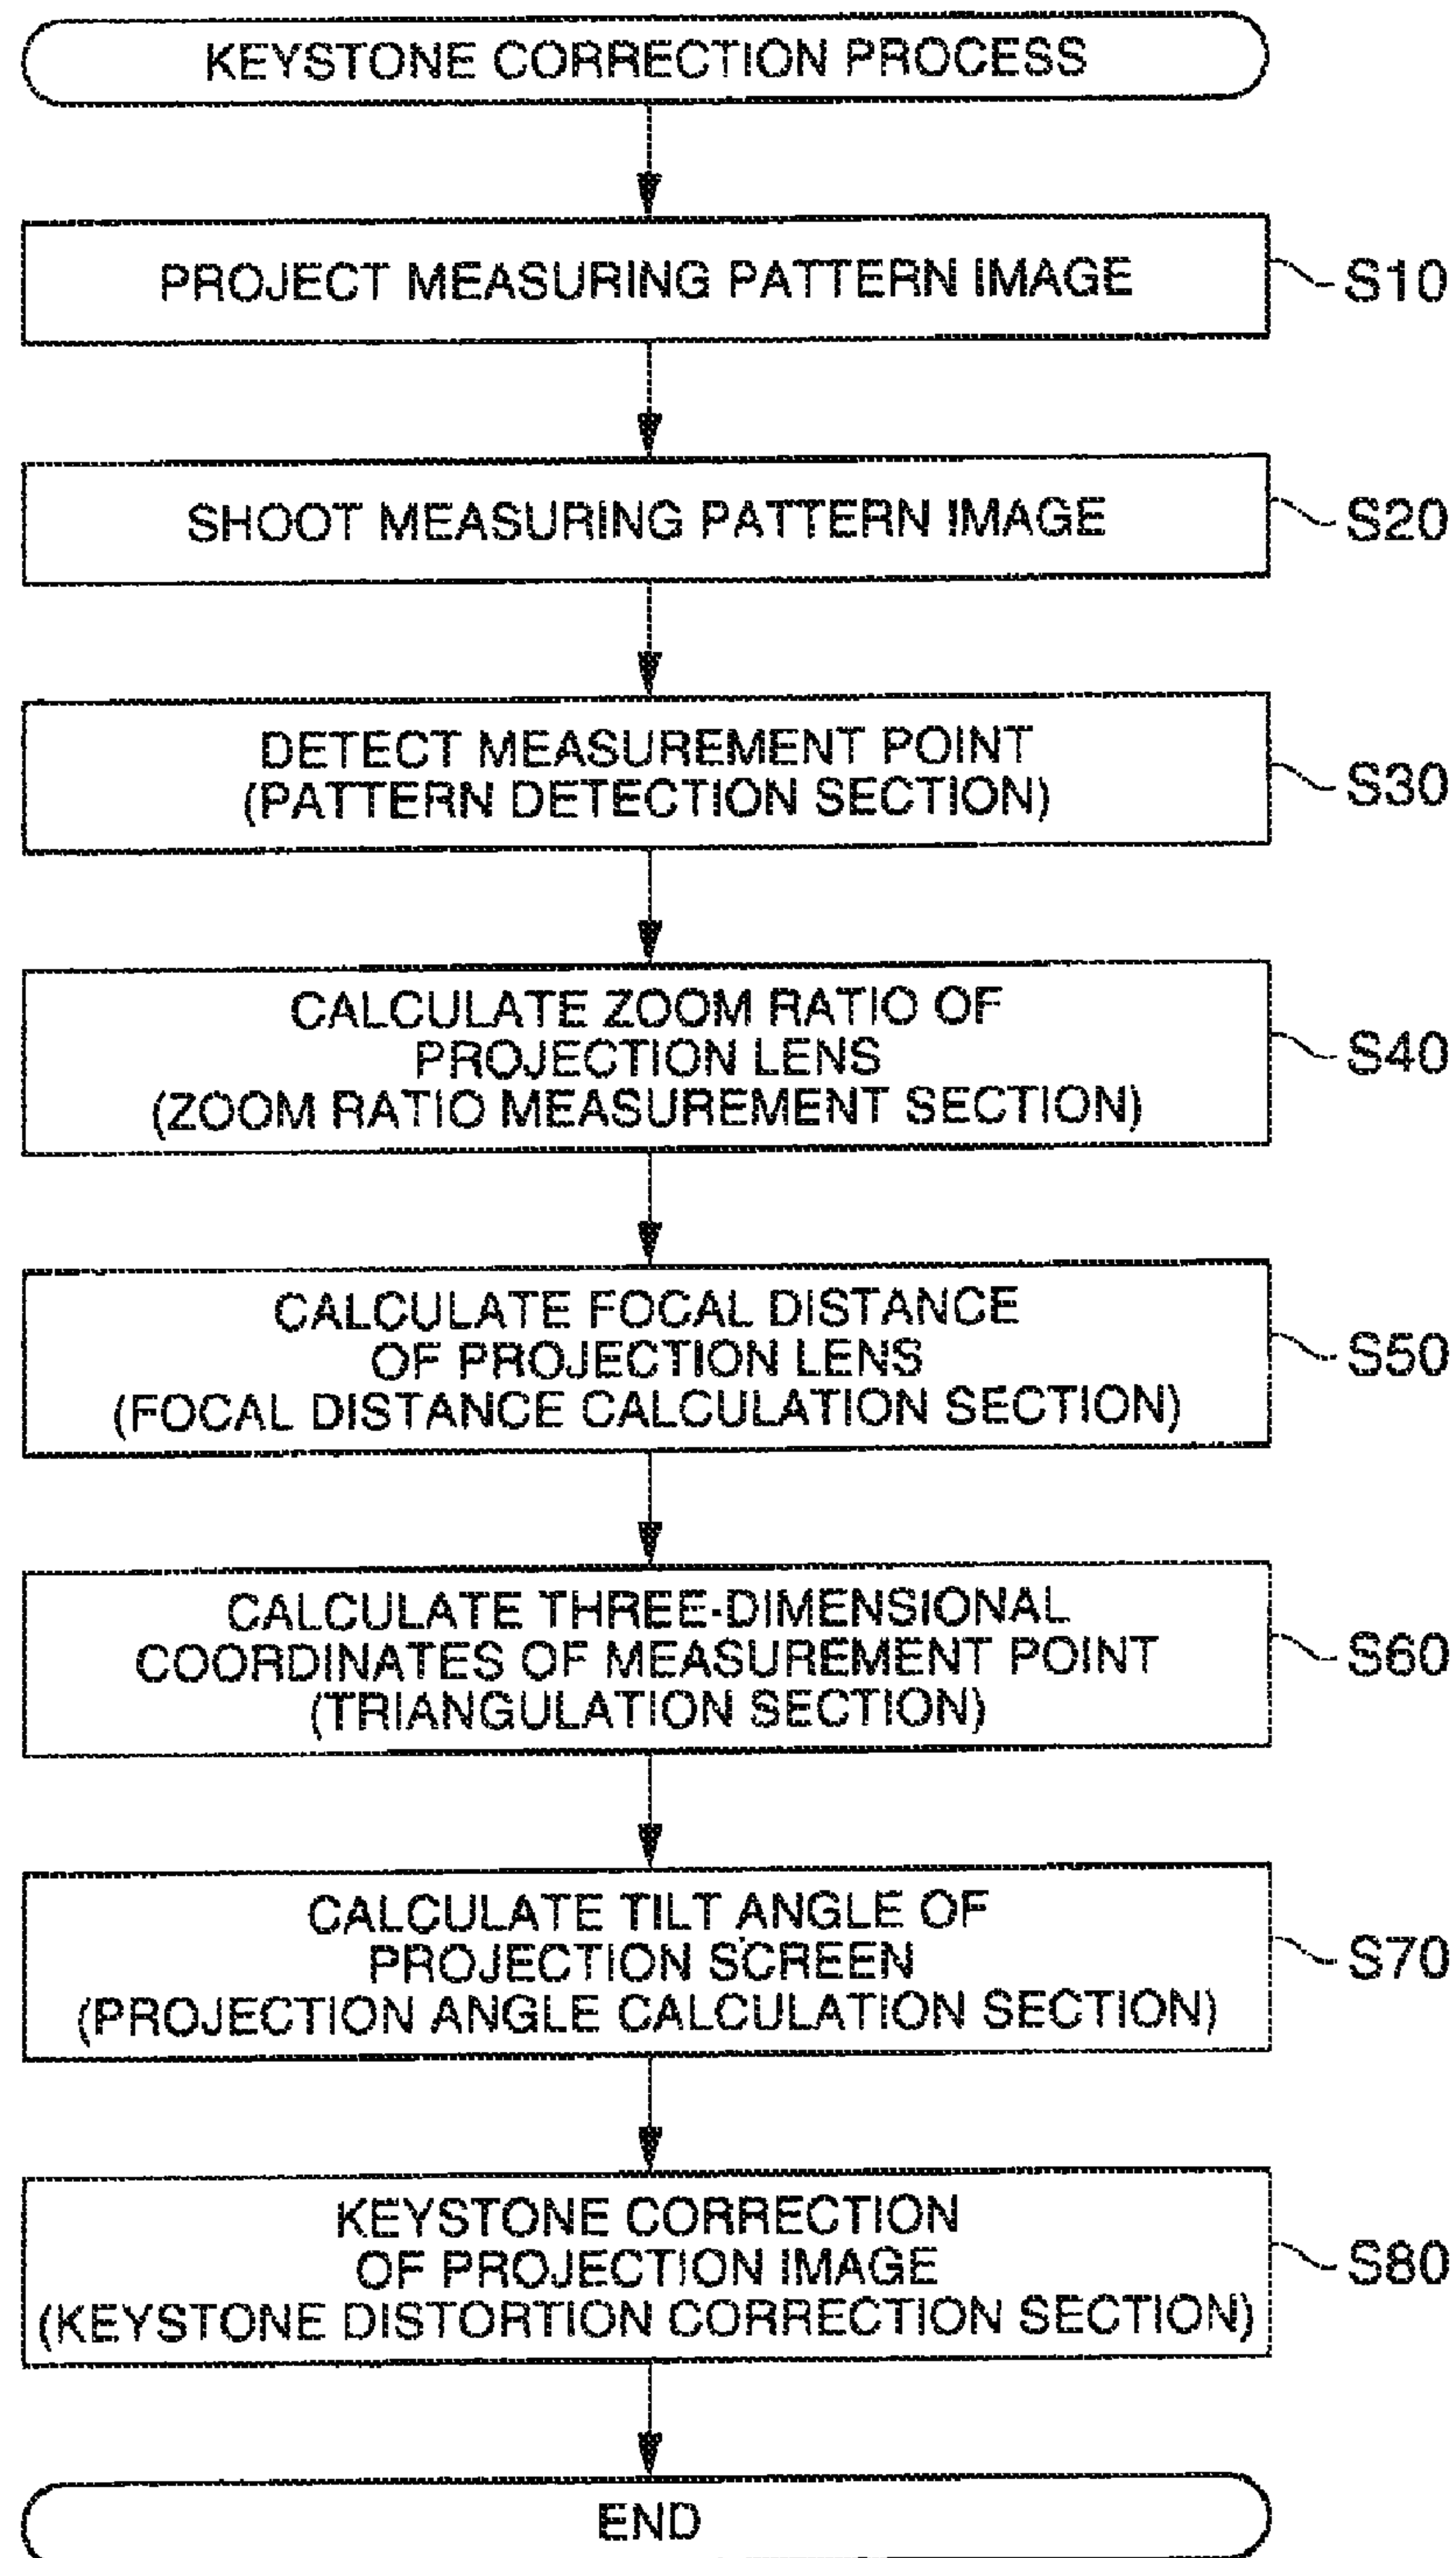 KEYSTONE CORRECTION PROCESS
PROJECT MEASURING PATTERN IMAGE
S10
SHOOT MEASURING PATTERN IMAGE
S20
DETECT MEASUREMENT POINT
(PATTERN DETECTION SECTION)
S30
CALCULATE ZOOM RATIO OF
PROJECTION LENS
(ZOOM RATIO MEASUREMENT SECTION)
S40
CALCULATE FOCAL DISTANCE
OF PROJECTION LENS
(FOCAL DISTANCE CALCULATION SECTION)
S50
CALCULATE THREE-DIMENSIONAL
COORDINATES OF MEASUREMENT POINT
(TRIANGULATION SECTION)
S60
CALCULATE TILT ANGLE OF
PROJECTION SCREEN
(PROJECTION ANGLE CALCULATION SECTION)
S70
KEYSTONE CORRECTION
OF PROJECTION IMAGE
(KEYSTONE DISTORTION CORRECTION SECTION)
S80
END